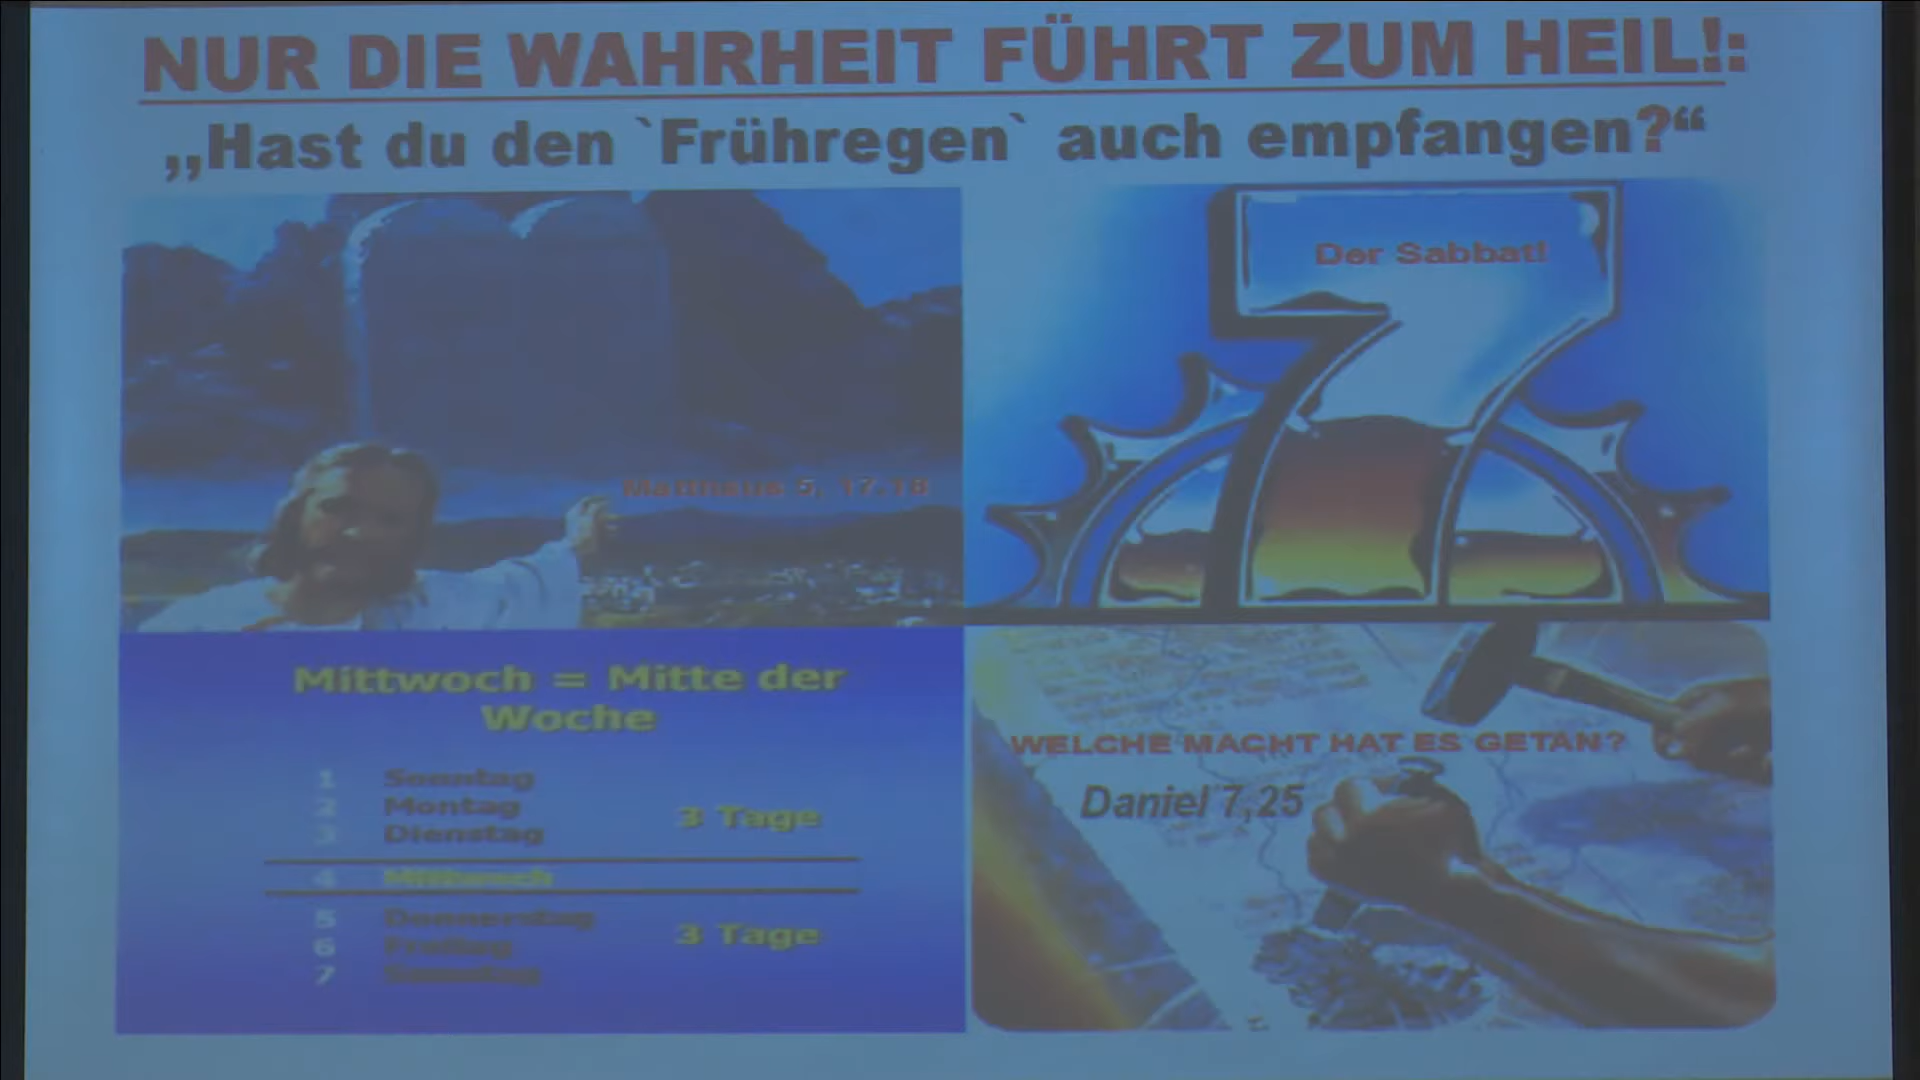 NUR DIE WAHRHEIT FÜHRT ZUM HEIL!:
„Hast du den `Frühregen` auch empfangen?“
Matthäus 5, 17.18
Der Sabbat!
Mittwoch = Mitte der
Woche
1 Sonntag
2 Montag
3 Dienstag
3 Tage
4 Mittwoch
5 Donnerstag
6 Freitag
7 Samstag
3 Tage
WELCHE MACHT HAT ES GETAN?
Daniel 7,25